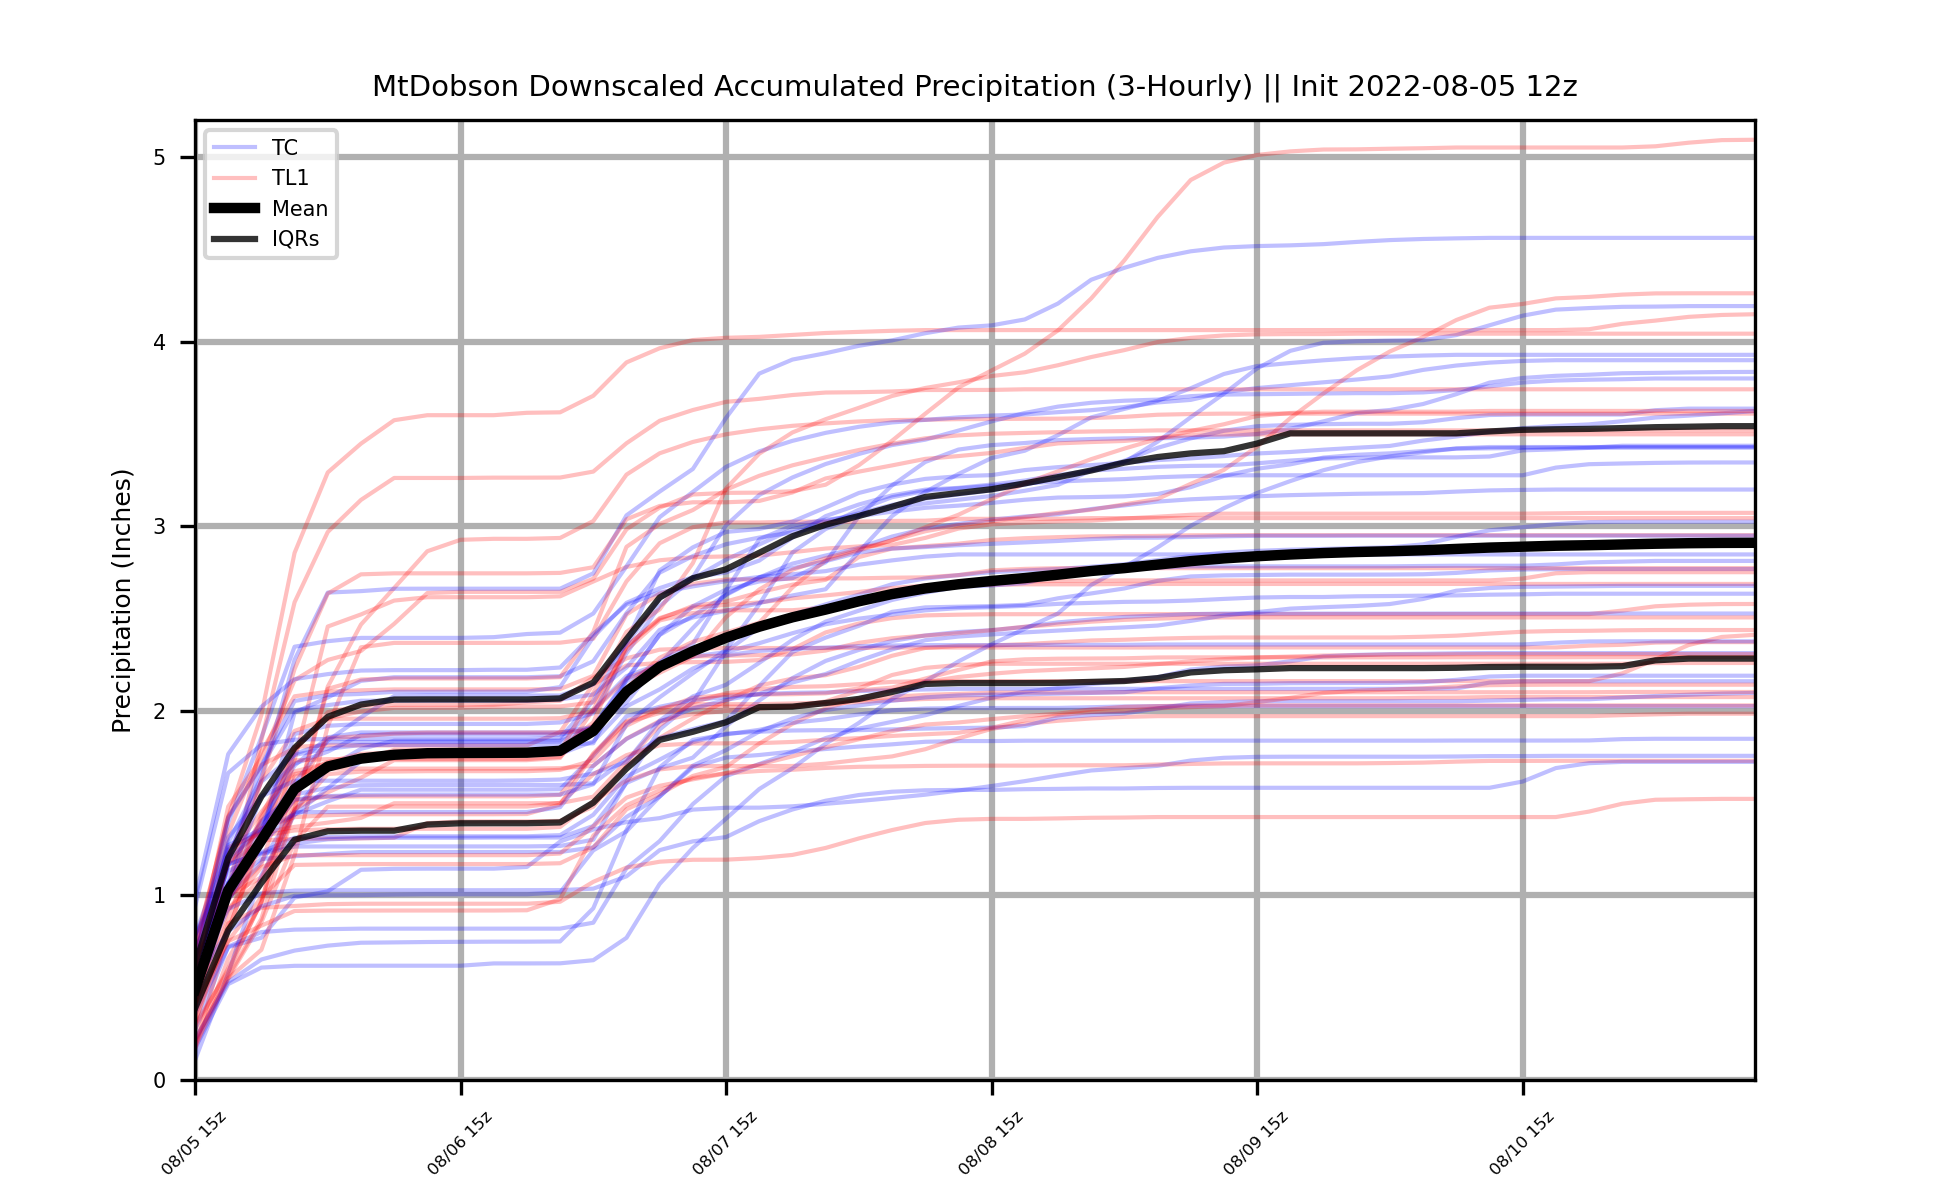 MtDobson Downscaled Accumulated Precipitation (3-Hourly) || Init 2022-08-05 12z
TC
TL1
Mean
IQRs
Precipitation (Inches)
5
4
3
2
1
0
08/05 15z
08/06 15z
08/07 15z
08/08 15z
08/09 15z
08/10 15z